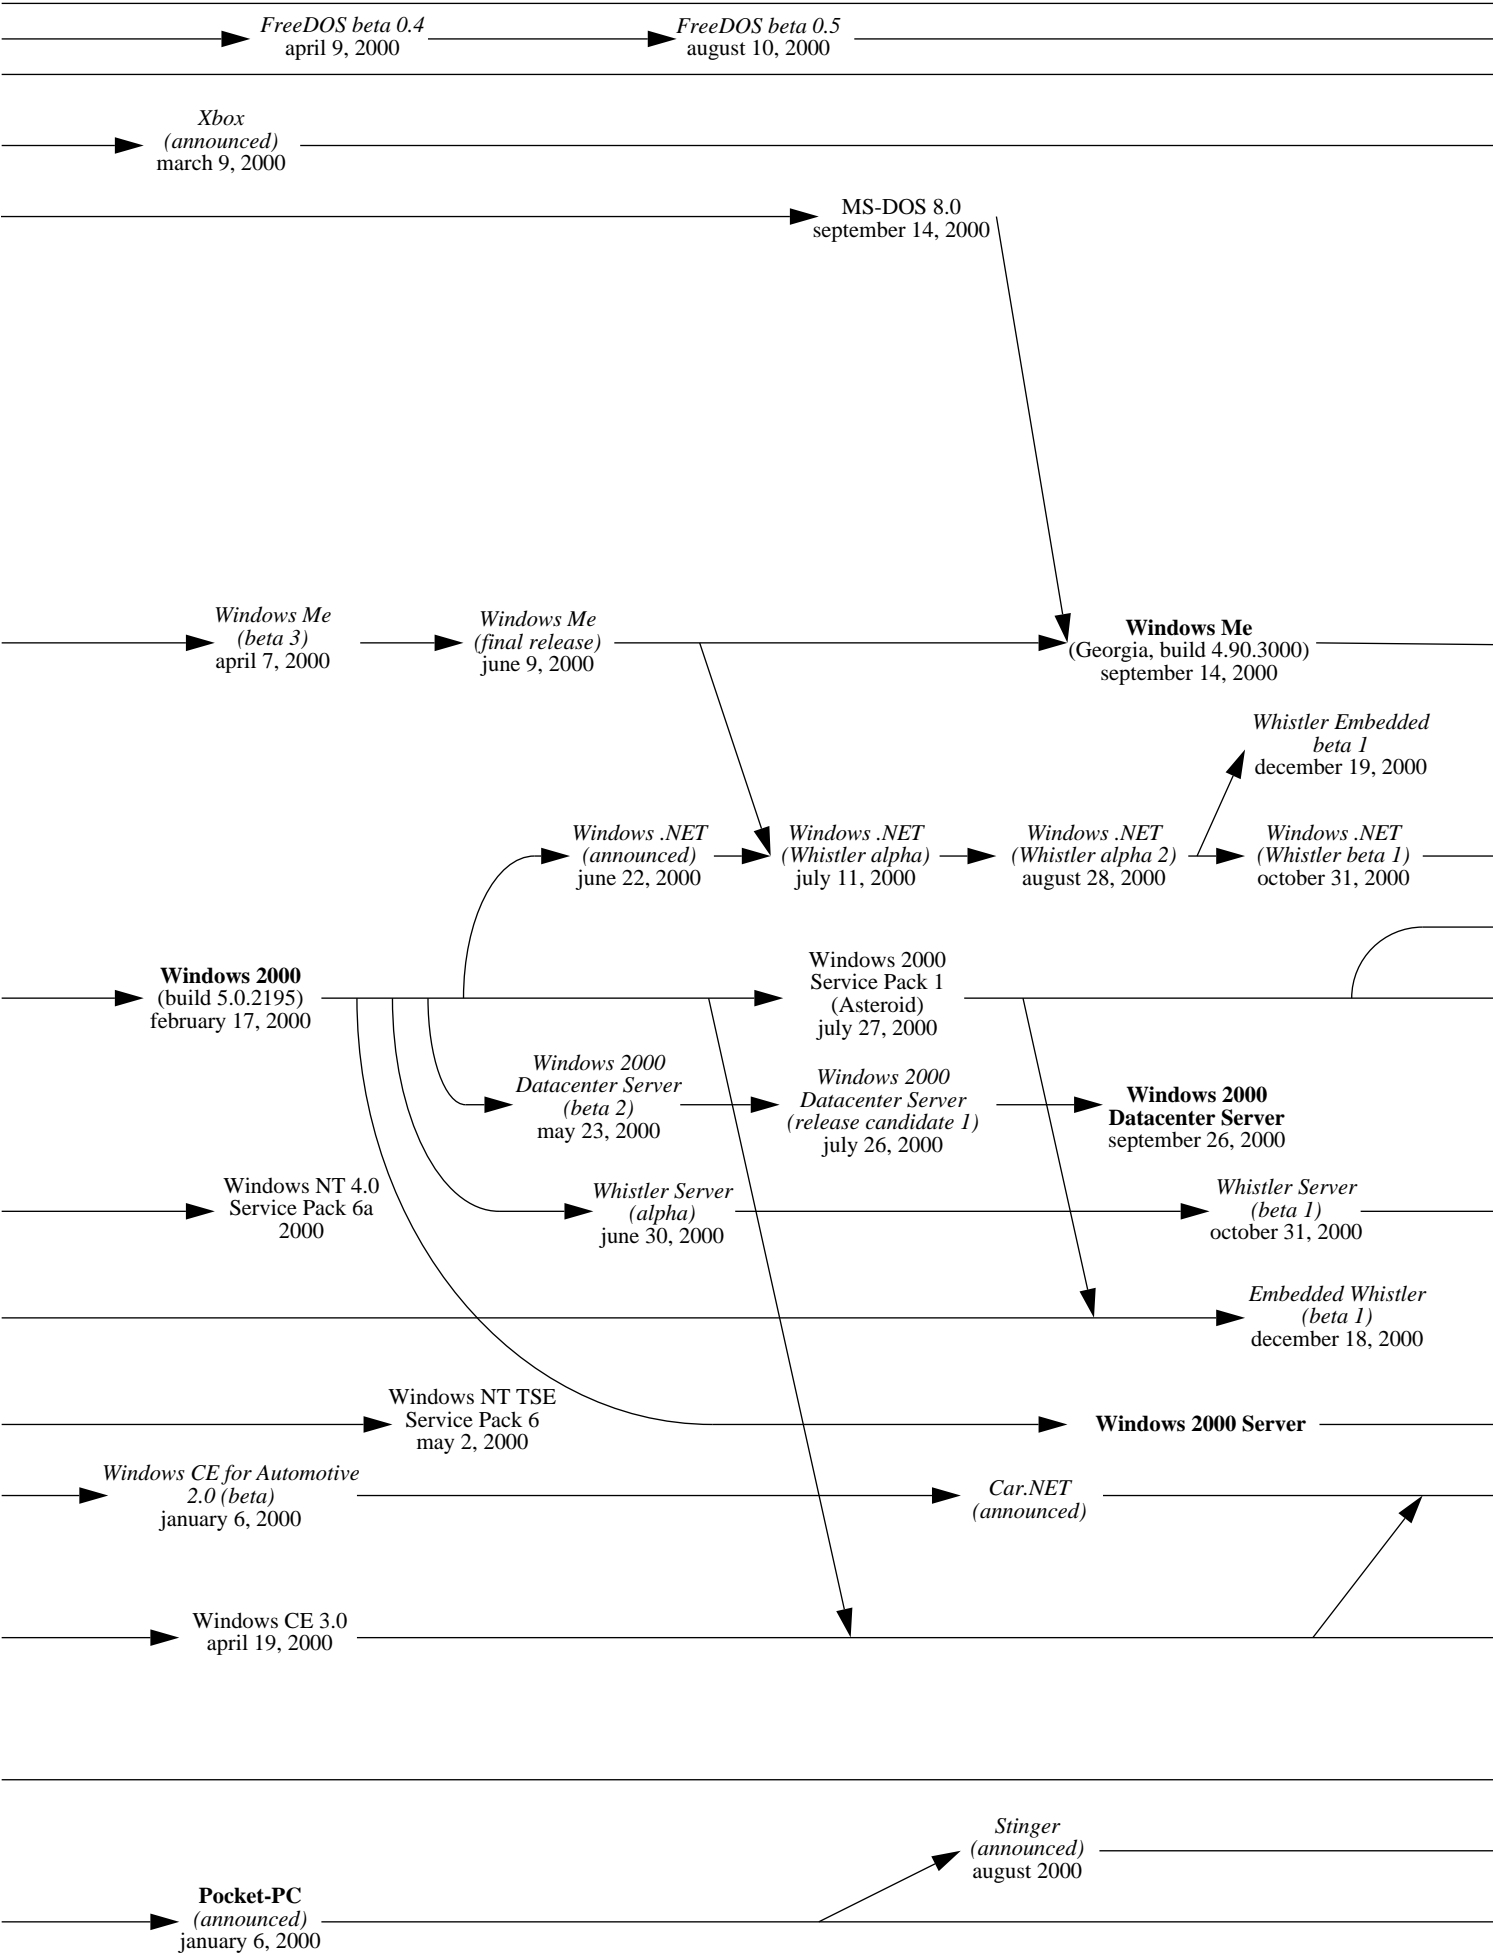 FreeDOS beta 0.4
april 9, 2000
FreeDOS beta 0.5
august 10, 2000
Xbox
(announced)
march 9, 2000
MS-DOS 8.0
september 14, 2000
Windows Me
(beta 3)
april 7, 2000
Windows Me
(final release)
june 9, 2000
Windows Me
(Georgia, build 4.90.3000)
september 14, 2000
Whistler Embedded
beta 1
december 19, 2000
Windows .NET
(announced)
june 22, 2000
Windows .NET
(Whistler alpha)
july 11, 2000
Windows .NET
(Whistler alpha 2)
august 28, 2000
Windows .NET
(Whistler beta 1)
october 31, 2000
Windows 2000
(build 5.0.2195)
february 17, 2000
Windows 2000
Service Pack 1
(Asteroid)
july 27, 2000
Windows 2000
Datacenter Server
(beta 2)
may 23, 2000
Windows 2000
Datacenter Server
(release candidate 1)
july 26, 2000
Windows 2000
Datacenter Server
september 26, 2000
Windows NT 4.0
Service Pack 6a
2000
Whistler Server
(alpha)
june 30, 2000
Whistler Server
(beta 1)
october 31, 2000
Embedded Whistler
(beta 1)
december 18, 2000
Windows NT TSE
Service Pack 6
may 2, 2000
Windows 2000 Server
Windows CE for Automotive
2.0 (beta)
january 6, 2000
Car.NET
(announced)
Windows CE 3.0
april 19, 2000
Stinger
(announced)
august 2000
Pocket-PC
(announced)
january 6, 2000